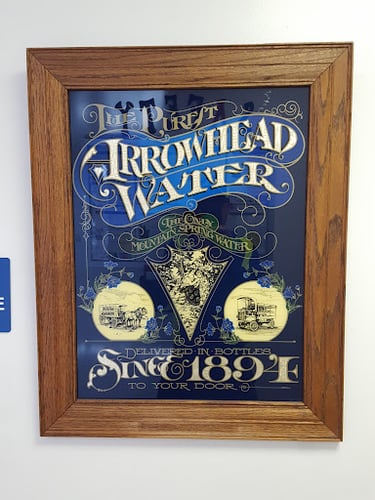 The Purest
Arrowhead
Water
The Only
Mountain Spring Water
Delivered in Bottles
Since 1894
to your door
E